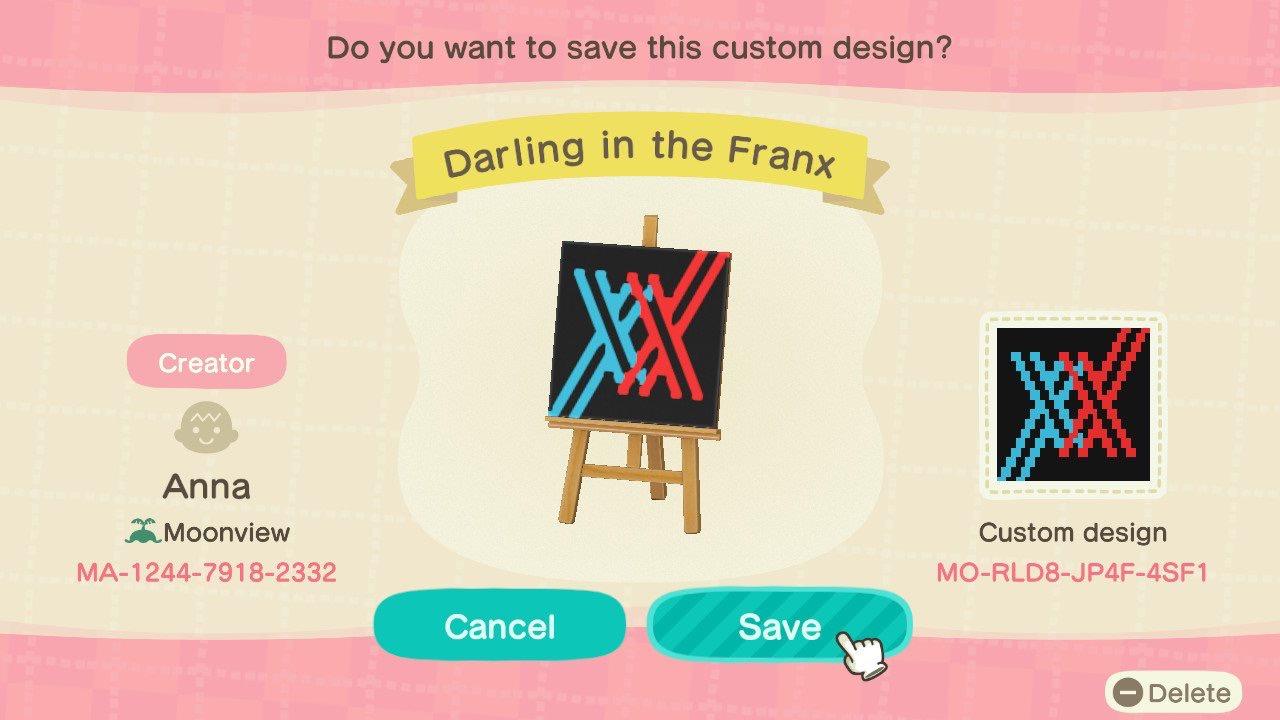 Do you want to save this custom design?
Darling in the Franx
Creator
Anna
Moonview
MA-1244-7918-2332
Custom design
MO-RLD8-JP4F-4SF1
Cancel
Save
Delete